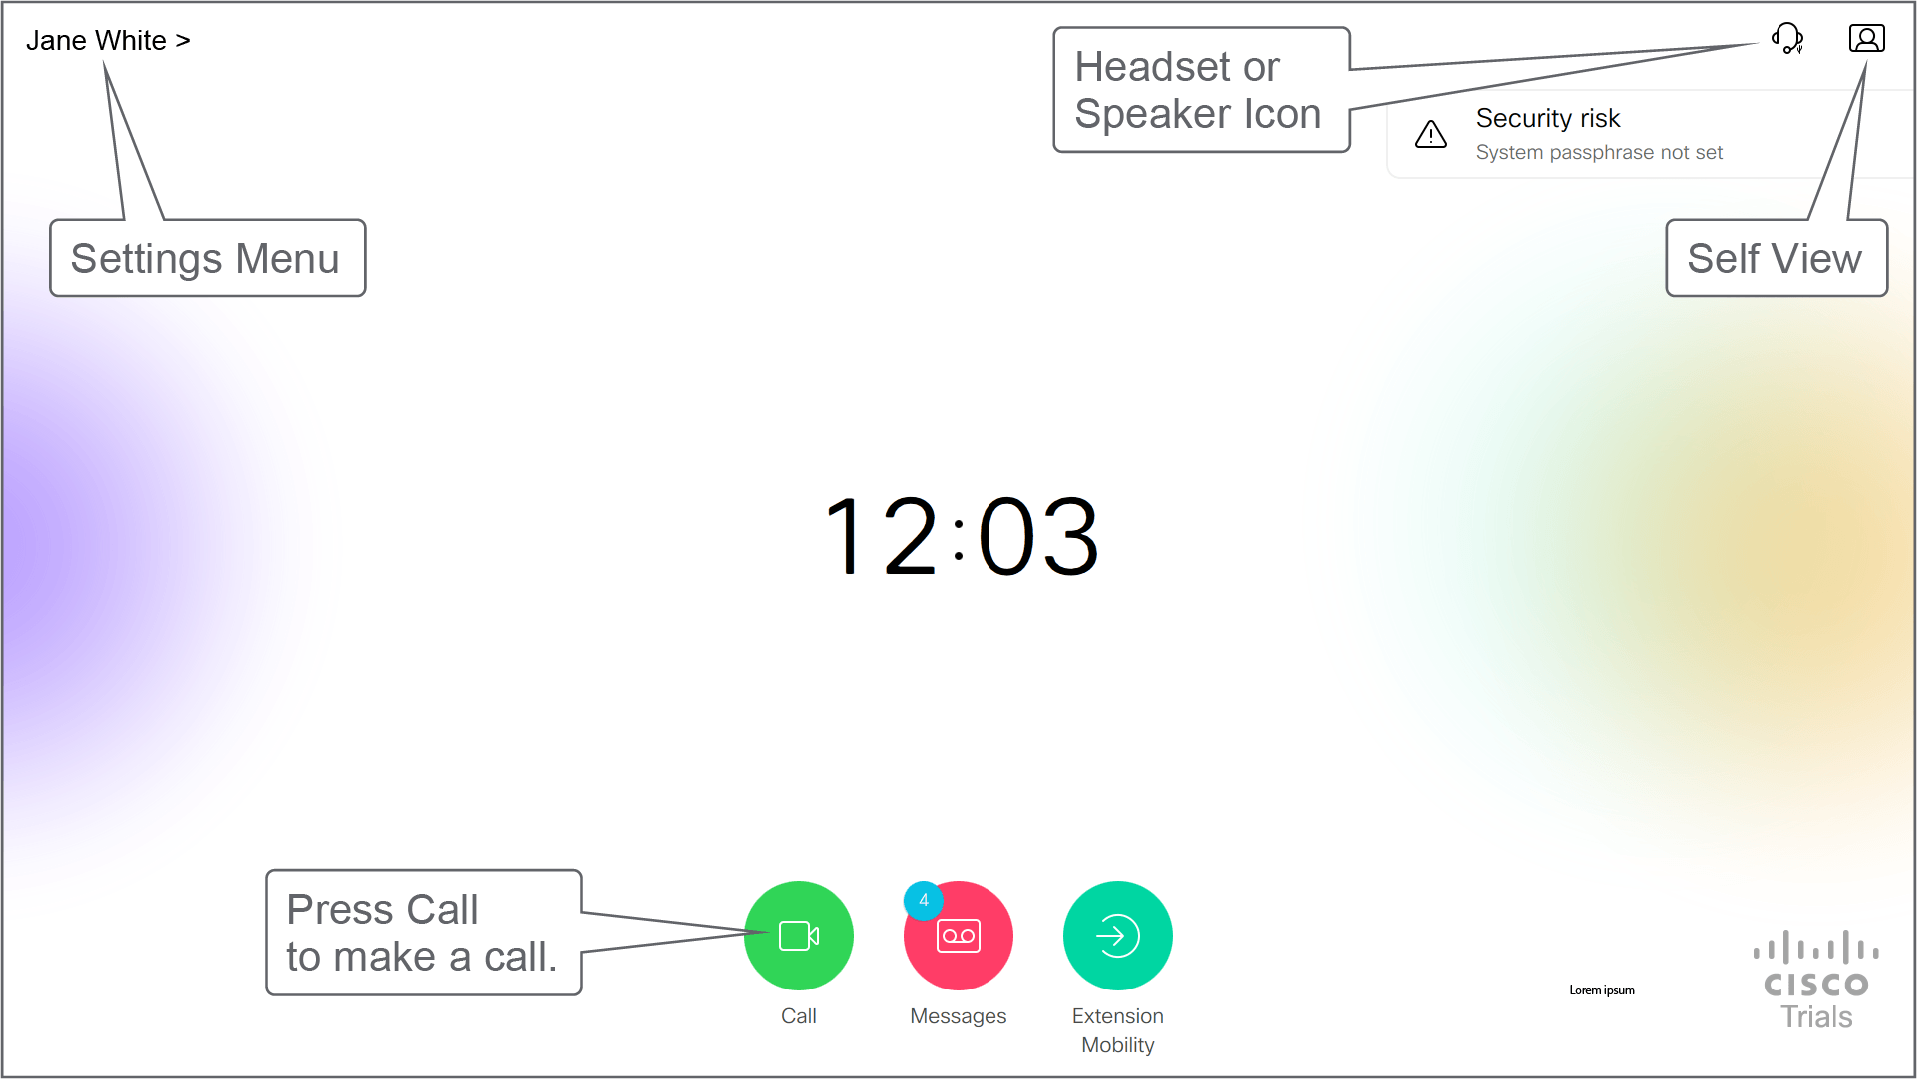 Jane White >
Headset or
Speaker Icon
Security risk
System passphrase not set
Settings Menu
Self View
12:03
Press Call
to make a call.
4
Call
Messages
Extension
Mobility
Lorem ipsum
CISCO
Trials